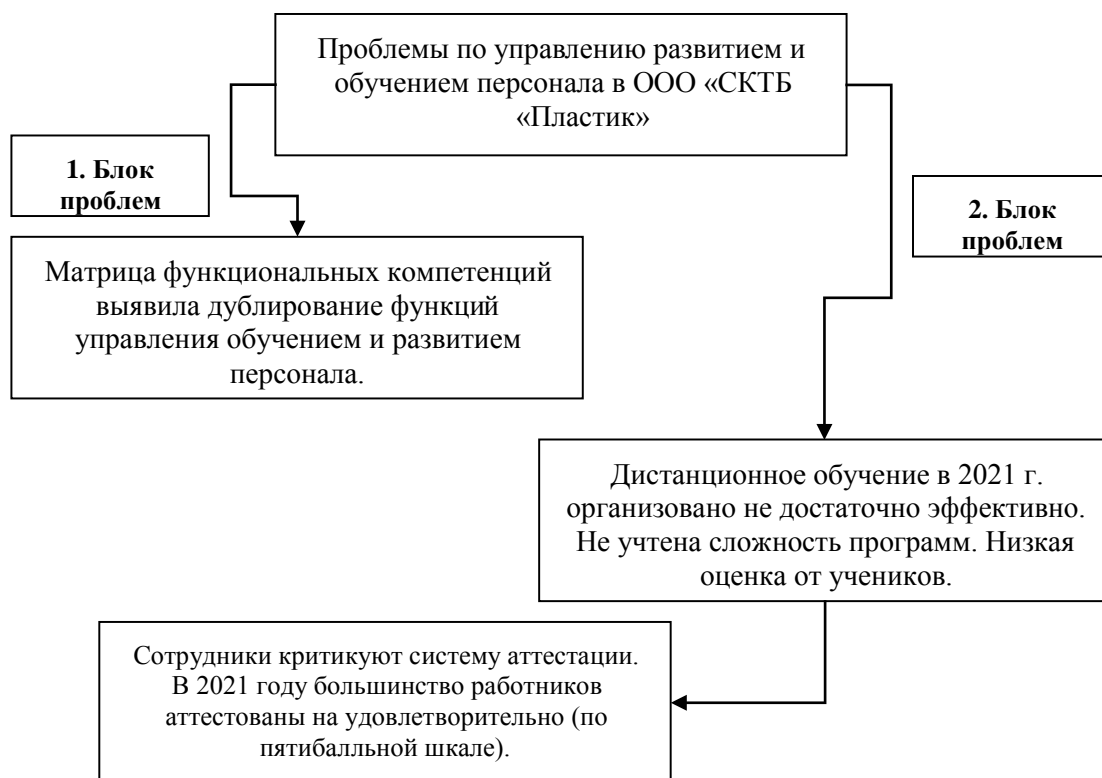 Проблемы по управлению развитием и
обучением персонала в ООО «СКТБ
«Пластик»
1. Блок
проблем
2. Блок
проблем
Матрица функциональных компетенций
выявила дублирование функций
управления обучением и развитием
персонала.
Дистанционное обучение в 2021 г.
организовано не достаточно эффективно.
Не учтена сложность программ. Низкая
оценка от учеников.
Сотрудники критикуют систему аттестации.
В 2021 году большинство работников
аттестованы на удовлетворительно (по
пятибалльной шкале).